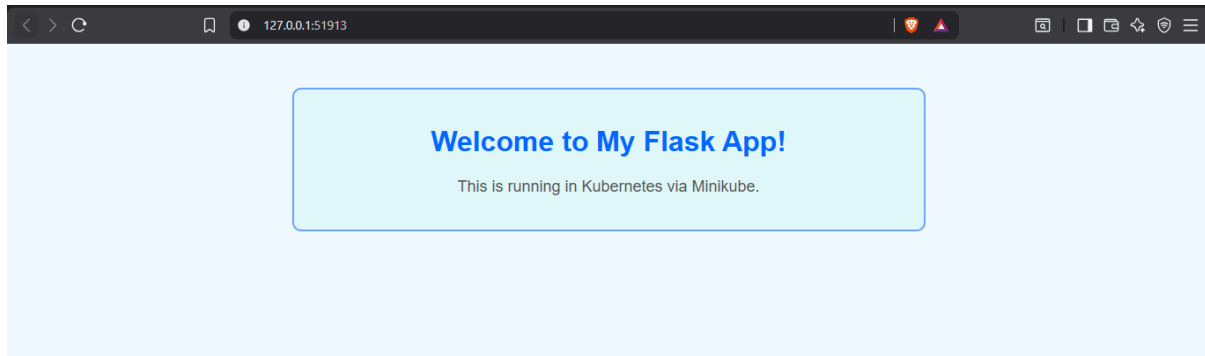 127.0.0.1:51913
Welcome to My Flask App!
This is running in Kubernetes via Minikube.